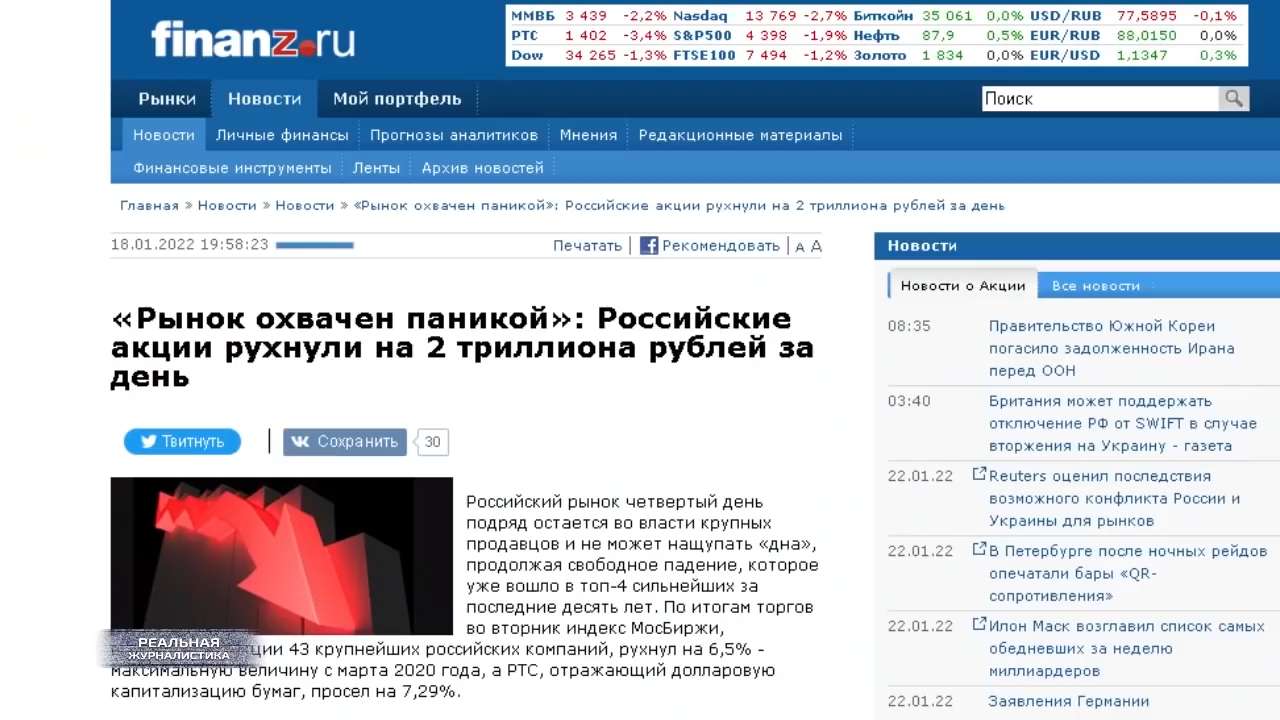 finanz.ru
ММВБ 3 439 -2,2% Nasdaq 13 769 -2,7% Биткойн 35 061 0,0% USD/RUB 77,5895 -0,1%
РТС 1 402 -3,4% S&P500 4 398 -1,9% Нефть 87,9 0,5% EUR/RUB 88,0150 0,0%
Dow 34 265 -1,3% FTSE100 7 494 -1,2% Золото 1 834 0,0% EUR/USD 1,1347 0,3%
Рынки Новости Мой портфель Поиск
Новости Личные финансы Прогнозы аналитиков Мнения Редакционные материалы
Финансовые инструменты Ленты Архив новостей
Главная » Новости » Новости » «Рынок охвачен паникой»: Российские акции рухнули на 2 триллиона рублей за день
18.01.2022 19:58:23 Печатать Рекомендовать A A
«Рынок охвачен паникой»: Российские
акции рухнули на 2 триллиона рублей за
день
Твитнуть Сохранить 30
Российский рынок четвертый день
подряд остается во власти крупных
продавцов и не может нащупать «дна»,
продолжая свободное падение, которое
уже вошло в топ-4 сильнейших за
последние десять лет. По итогам торгов
во вторник индекс МосБиржи,
ции 43 крупнейших российских компаний, рухнул на 6,5% -
максимальную величину с марта 2020 года, а РТС, отражающий долларовую
капитализацию бумаг, просел на 7,29%.
РЕАЛЬНАЯ
ЖУРНАЛИСТИКА
Новости
Новости о Акции Все новости
08:35 Правительство Южной Кореи
погасило задолженность Ирана
перед ООН
03:40 Британия может поддержать
отключение РФ от SWIFT в случае
вторжения на Украину - газета
22.01.22 Reuters оценил последствия
возможного конфликта России и
Украины для рынков
22.01.22 В Петербурге после ночных рейдов
опечатали бары «QR-
сопротивления»
22.01.22 Илон Маск возглавил список самых
обедневших за неделю
миллиардеров
22.01.22 Заявления Германии